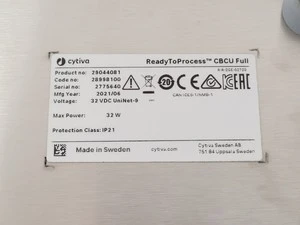 cytiva
ReadyToProcess™ CBCU Full
Product no: 29044081
Code no: 28998100
Serial no: 2775640
Mfg Year: 2021/04
Voltage: 32 VDC UniNet-9
Max Power: 32 W
Protection Class: IP21
Made in Sweden
cytiva.com
Cytiva Sweden AB
751 84 Uppsala Sweden